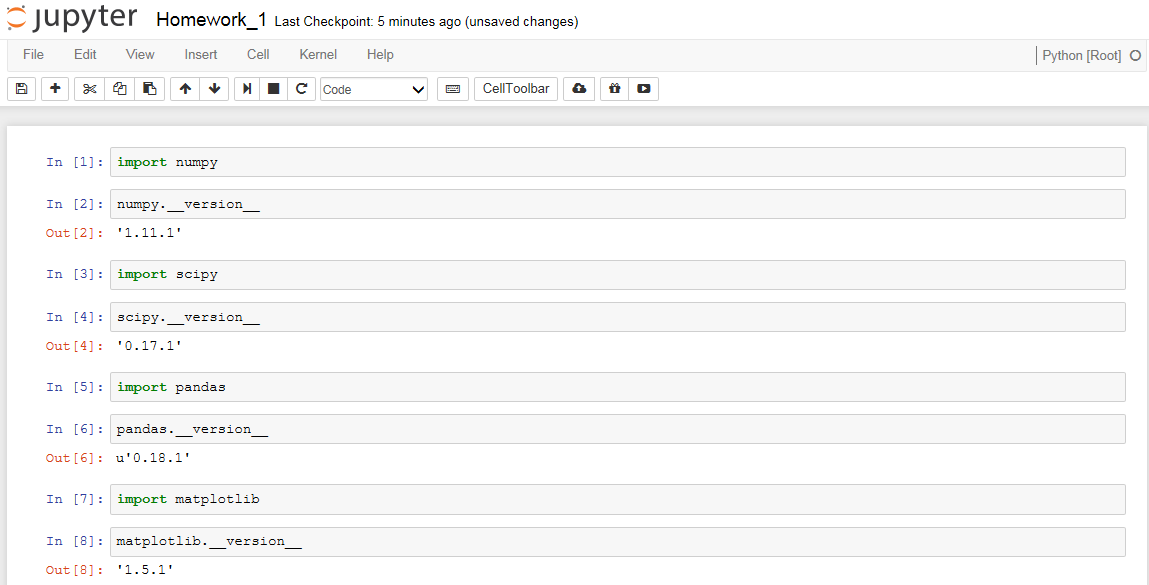 jupyter Homework_1 Last Checkpoint: 5 minutes ago (unsaved changes)
File Edit View Insert Cell Kernel Help Python [Root]
Code CellToolbar
In [1]: import numpy
In [2]: numpy.__version__
Out[2]: '1.11.1'
In [3]: import scipy
In [4]: scipy.__version__
Out[4]: '0.17.1'
In [5]: import pandas
In [6]: pandas.__version__
Out[6]: u'0.18.1'
In [7]: import matplotlib
In [8]: matplotlib.__version__
Out[8]: '1.5.1'